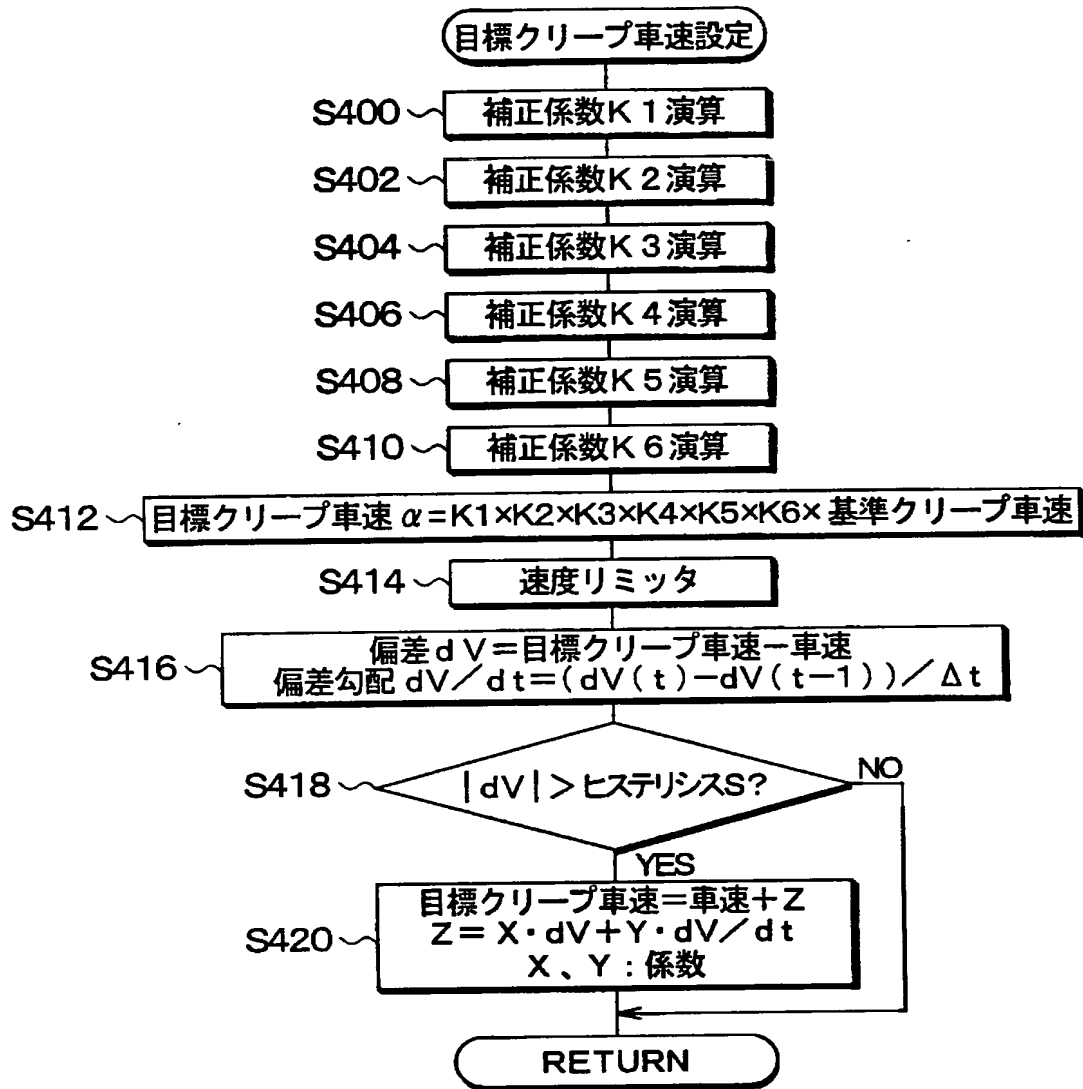 目標クリープ車速設定
S400 補正係数K1演算
S402 補正係数K2演算
S404 補正係数K3演算
S406 補正係数K4演算
S408 補正係数K5演算
S410 補正係数K6演算
S412 目標クリープ車速α=K1×K2×K3×K4×K5×K6×基準クリープ車速
S414 速度リミッタ
S416 偏差dV=目標クリープ車速-車速
偏差勾配 dV/dt=(dV(t)-dV(t-1))/Δt
S418 |dV|>ヒステリシスS?
NO
YES
目標クリープ車速=車速+Z
S420 Z=X・dV+Y・dV/dt
X、Y:係数
RETURN